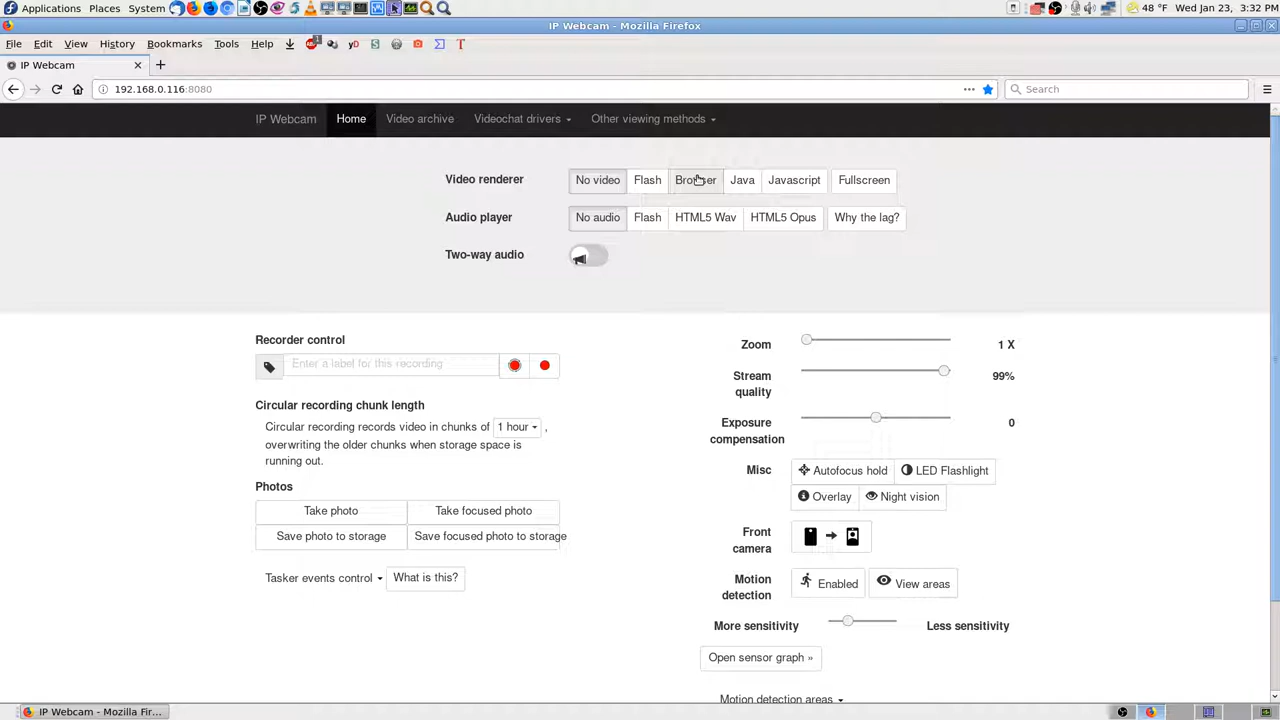 Applications Places System 48 °F Wed Jan 23, 3:32 PM
IP Webcam - Mozilla Firefox
File Edit View History Bookmarks Tools Help
IP Webcam
192.168.0.116:8080 Search
IP Webcam Home Video archive Videochat drivers Other viewing methods
Video renderer No video Flash Browser Java Javascript Fullscreen
Audio player No audio Flash HTML5 Wav HTML5 Opus Why the lag?
Two-way audio
Recorder control
Enter a label for this recording
Circular recording chunk length
Circular recording records video in chunks of 1 hour ,
overwriting the older chunks when storage space is
running out.
Photos
Take photo Take focused photo
Save photo to storage Save focused photo to storage
Tasker events control What is this?
Zoom 1 X
Stream
quality 99%
Exposure
compensation 0
Misc Autofocus hold LED Flashlight
Overlay Night vision
Front
camera
Motion
detection Enabled View areas
More sensitivity Less sensitivity
Open sensor graph »
Motion detection areas
IP Webcam - Mozilla Fir...